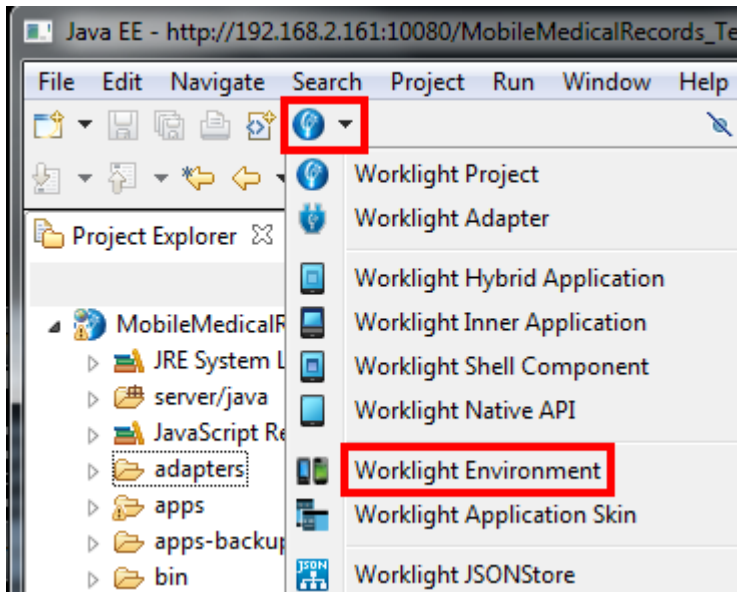 Java EE - http://192.168.2.161:10080/MobileMedicalRecords_Te
File Edit Navigate Search Project Run Window Help
Worklight Project
Worklight Adapter
Project Explorer
Worklight Hybrid Application
MobileMedicalR
Worklight Inner Application
JRE System L
Worklight Shell Component
server/java
Worklight Native API
JavaScript Re
adapters
Worklight Environment
apps
Worklight Application Skin
apps-backup
bin
JSON
Worklight JSONStore